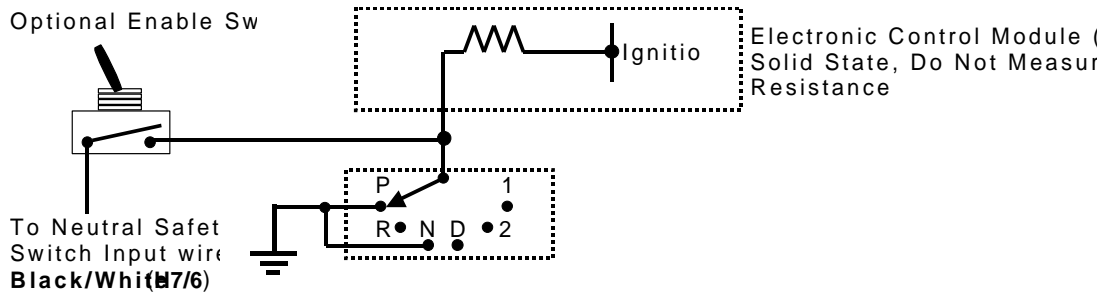 Optional Enable Sw
Ignitio
Electronic Control Module (
Solid State, Do Not Measur
Resistance
P 1
R N D 2
To Neutral Safet
Switch Input wire
Black/White(H7/6)